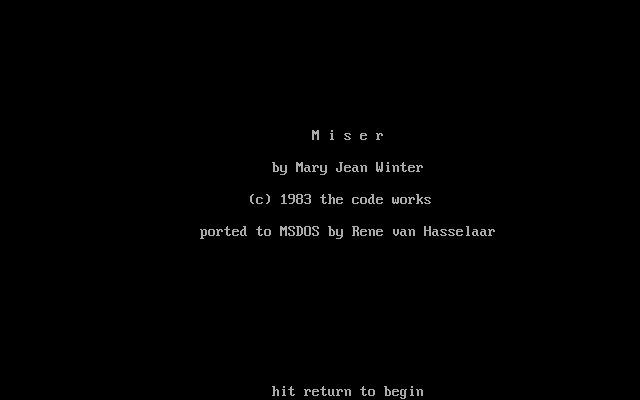 M i s e r
by Mary Jean Winter
(c) 1983 the code works
ported to MSDOS by Rene van Hasselaar
hit return to begin